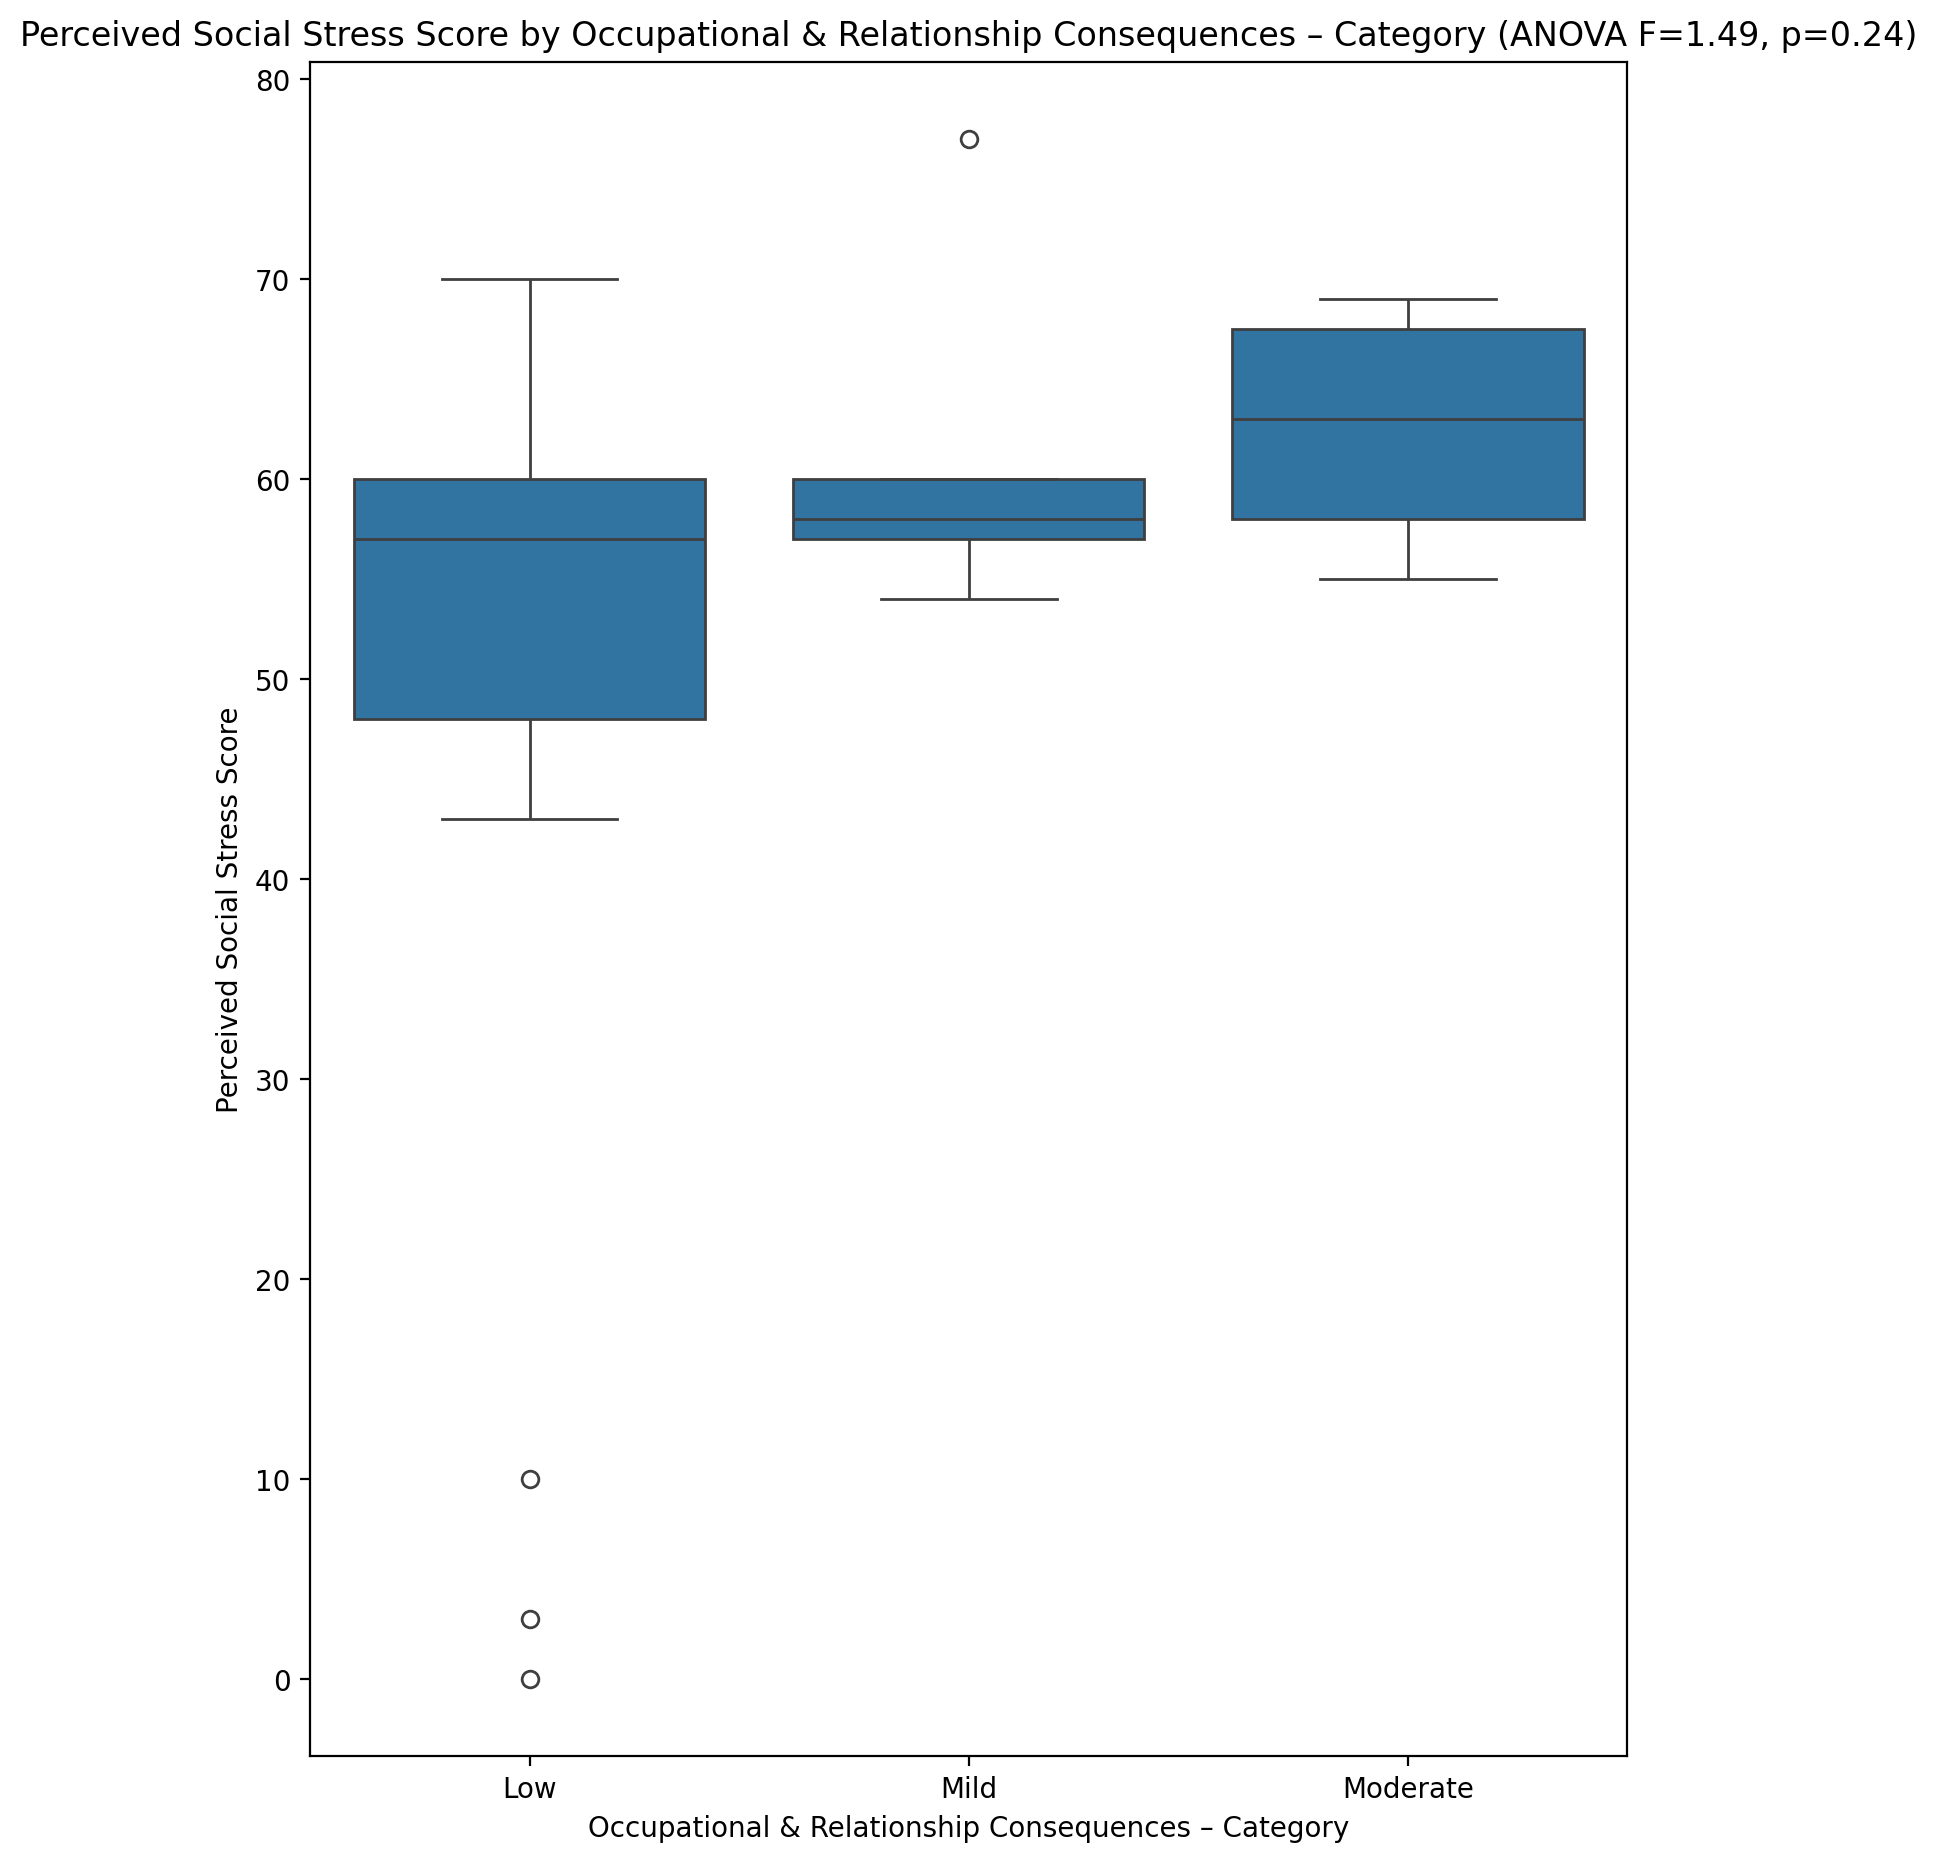 Perceived Social Stress Score by Occupational & Relationship Consequences – Category (ANOVA F=1.49, p=0.24)
80
70
60
50
40
30
20
10
0
Perceived Social Stress Score
Low
Mild
Moderate
Occupational & Relationship Consequences – Category